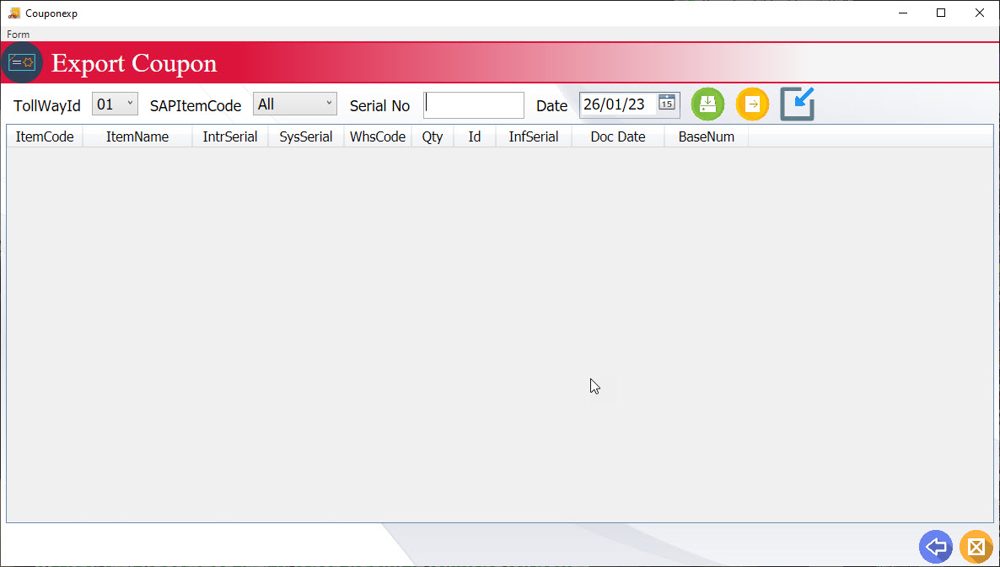 Couponexp
Form
Export Coupon
TollWayId 01 SAPItemCode All Serial No Date 26/01/23 15
ItemCode ItemName IntrSerial SysSerial WhsCode Qty Id InfSerial Doc Date BaseNum